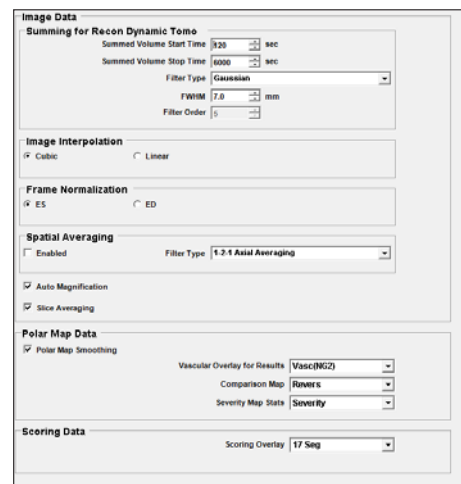 Image Data
Summing for Recon Dynamic Tomo
Summed Volume Start Time 120 sec
Summed Volume Stop Time 6000 sec
Filter Type Gaussian
FWHM 7.0 mm
Filter Order 5
Image Interpolation
Cubic Linear
Frame Normalization
ES ED
Spatial Averaging
Enabled Filter Type 1-2-1 Axial Averaging
Auto Magnification
Slice Averaging
Polar Map Data
Polar Map Smoothing
Vascular Overlay for Results Vasc(NG2)
Comparison Map Revers
Severity Map Stats Severity
Scoring Data
Scoring Overlay 17 Seg